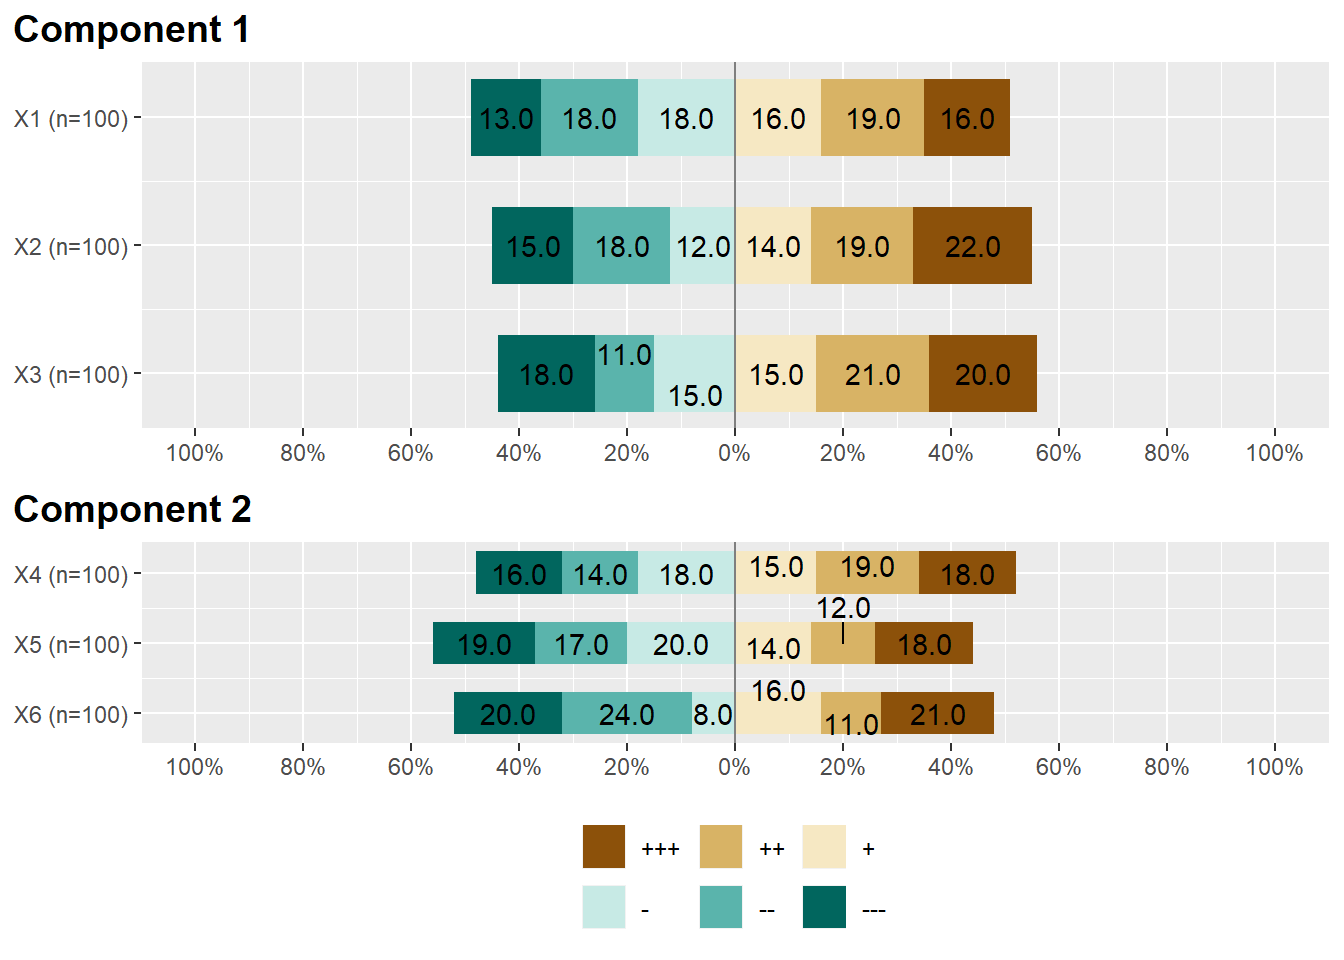 Component 1
X1 (n=100) 13.0 18.0 18.0 16.0 19.0 16.0
X2 (n=100) 15.0 18.0 12.0 14.0 19.0 22.0
X3 (n=100) 18.0 11.0 15.0 15.0 21.0 20.0
100% 80% 60% 40% 20% 0% 20% 40% 60% 80% 100%
Component 2
X4 (n=100) 16.0 14.0 18.0 15.0 19.0 18.0
X5 (n=100) 19.0 17.0 20.0 14.0 12.0 18.0
X6 (n=100) 20.0 24.0 8.0 16.0 11.0 21.0
100% 80% 60% 40% 20% 0% 20% 40% 60% 80% 100%
+++ ++ +
- -- ---